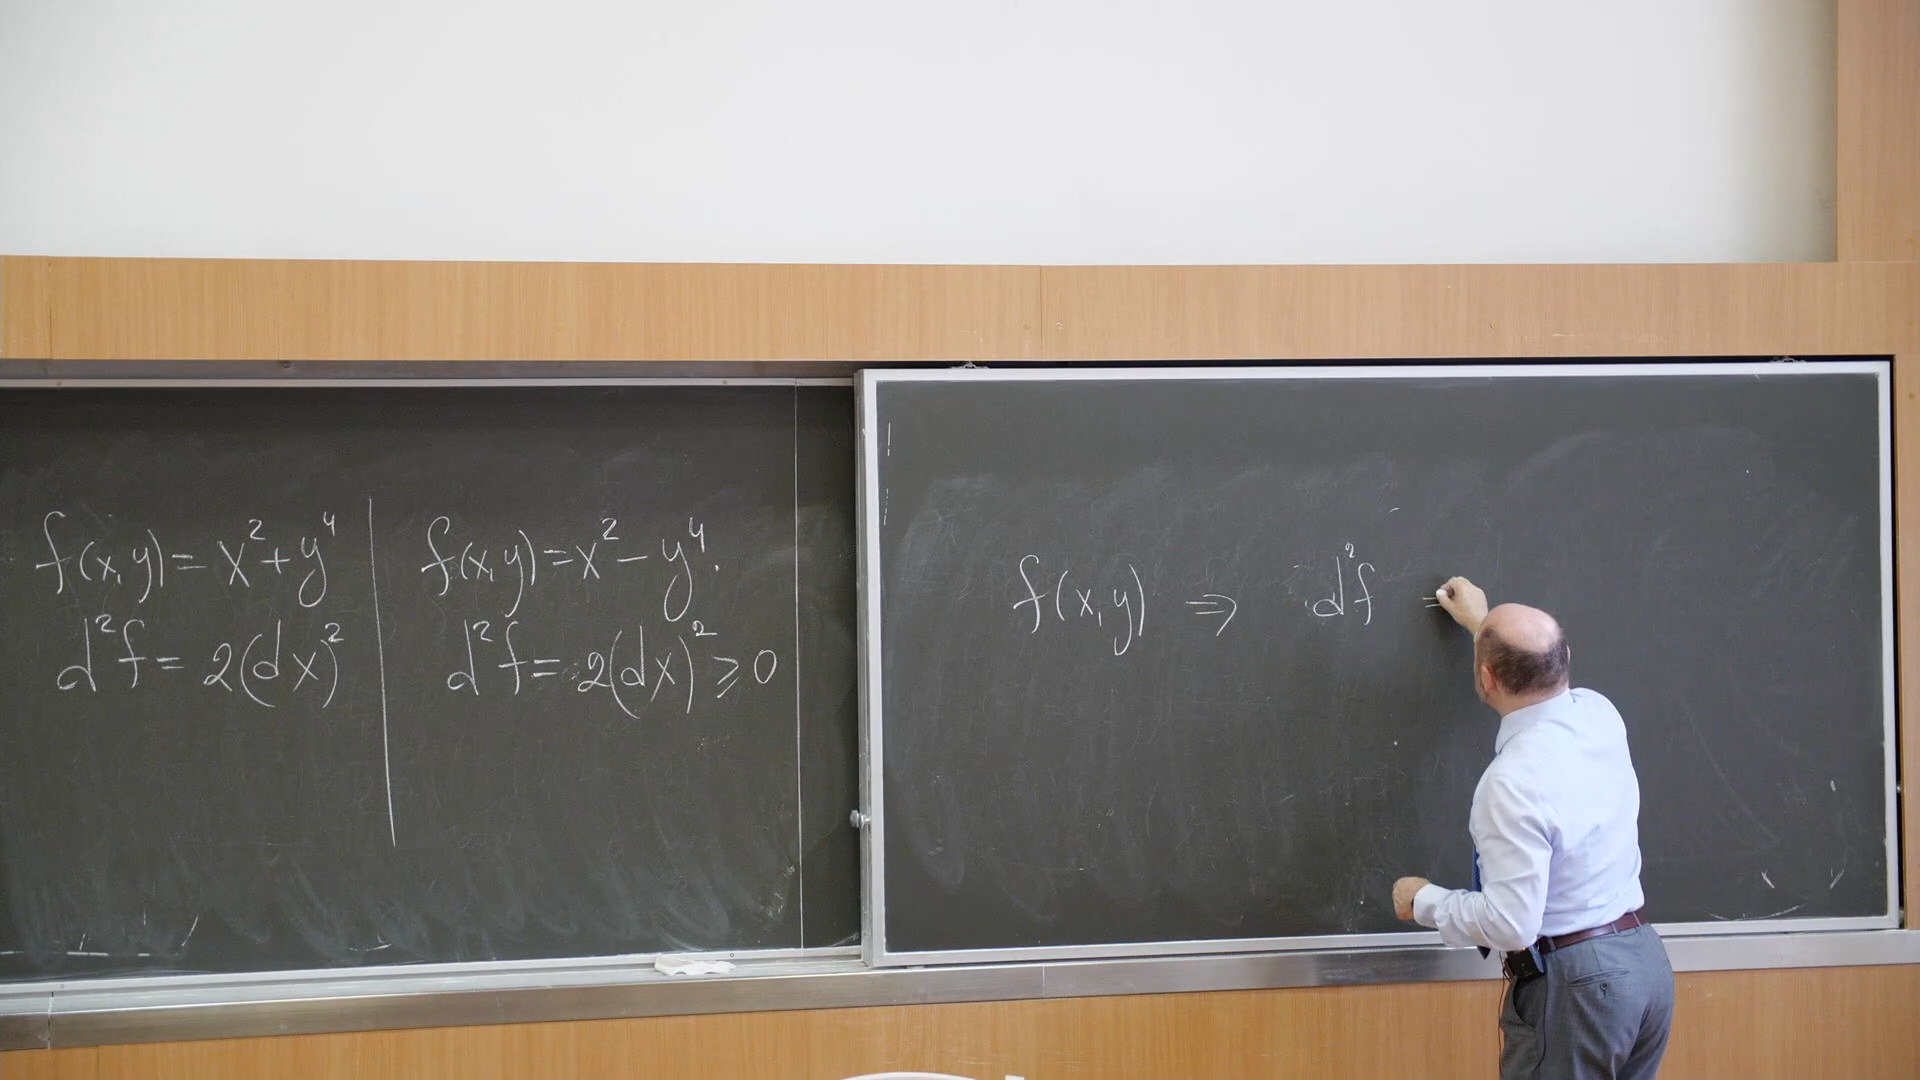 f(x,y) = x² + y⁴
d²f = 2(dx)²
f(x,y) = x² − y⁴.
d²f = 2(dx)² ⩾ 0
f(x,y) ⇒ d²f =